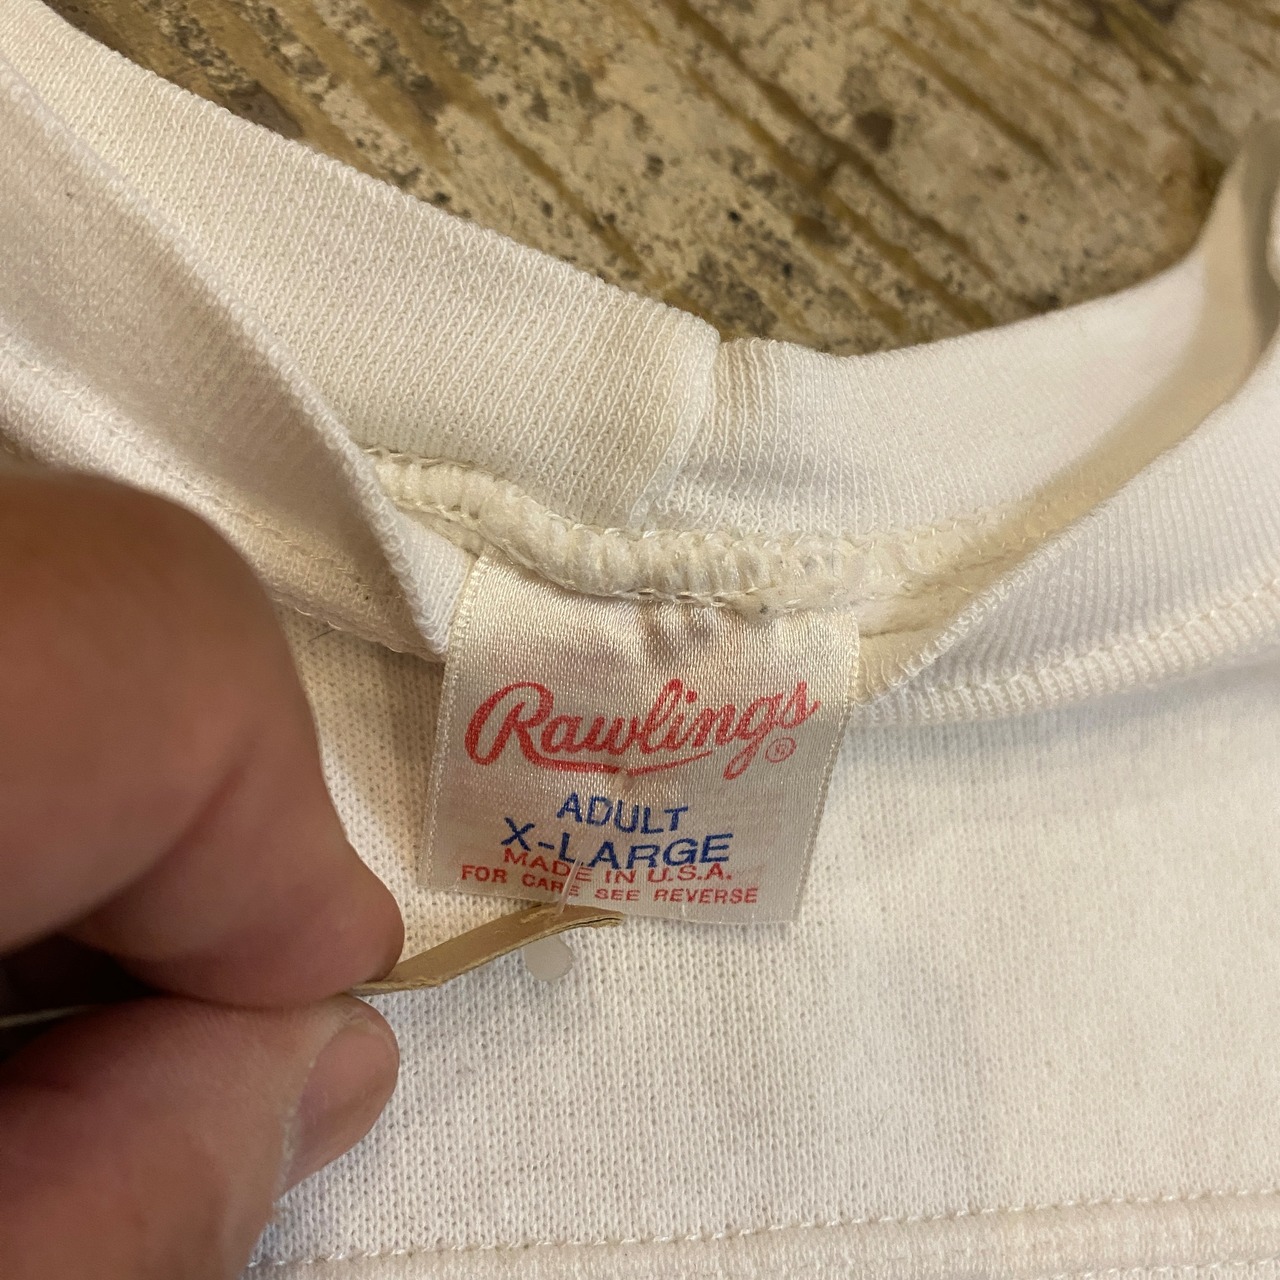 Rawlings®
ADULT
X-LARGE
MADE IN U.S.A.
FOR CARE SEE REVERSE